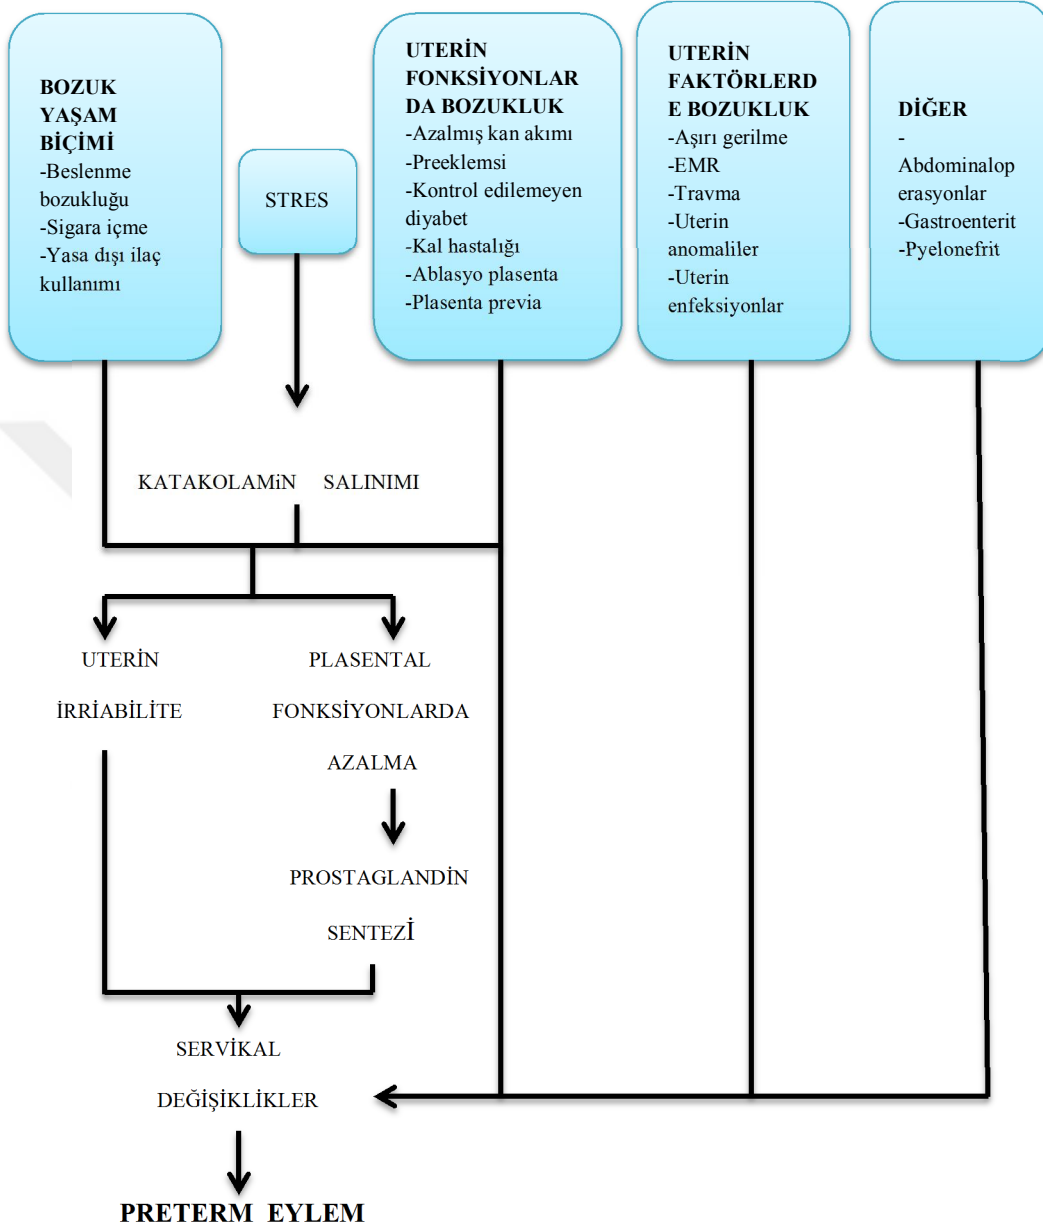 BOZUK
YAŞAM
BİÇİMİ
-Beslenme
bozukluğu
-Sigara içme
-Yasa dışı ilaç
kullanımı
STRES
UTERİN
FONKSİYONLAR
DA BOZUKLUK
-Azalmış kan akımı
-Preeklemsi
-Kontrol edilemeyen
diyabet
-Kal hastalığı
-Ablasyo plasenta
-Plasenta previa
UTERİN
FAKTÖRLERD
E BOZUKLUK
-Aşırı gerilme
-EMR
-Travma
-Uterin
anomaliler
-Uterin
enfeksiyonlar
DİĞER
-
Abdominalop
erasyonlar
-Gastroenterit
-Pyelonefrit
KATAKOLAMiN SALINIMI
UTERİN
İRRİABİLİTE
PLASENTAL
FONKSİYONLARDA
AZALMA
PROSTAGLANDİN
SENTEZİ
SERVİKAL
DEĞİŞİKLİKLER
PRETERM EYLEM